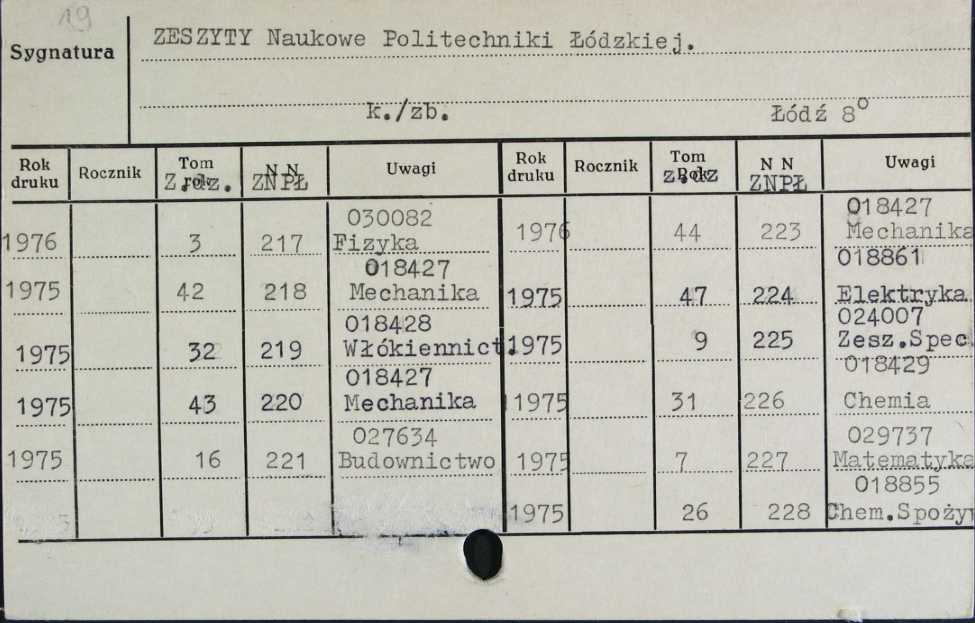 19
Sygnatura
ZESZYTY Naukowe Politechniki Łódzkiej.
k./zb. Łódź 8°
Rok druku Rocznik Tom Z.dz. N N ZNPŁ Uwagi
1976 3 217 030082 Fizyka
1975 42 218 018427 Mechanika
1975 32 219 018428 Włókiennict.
1975 43 220 018427 Mechanika
1975 16 221 027634 Budownictwo
Rok druku Rocznik Tom Rok z.dz N N ZNPŁ Uwagi
1976 44 223 018427 Mechanika
1975 47 224 018861 Elektryka
1975 9 225 024007 Zesz.Spec.
1975 31 226 018429 Chemia
1975 7 227 029737 Matematyka
1975 26 228 018855 Chem.Spoży